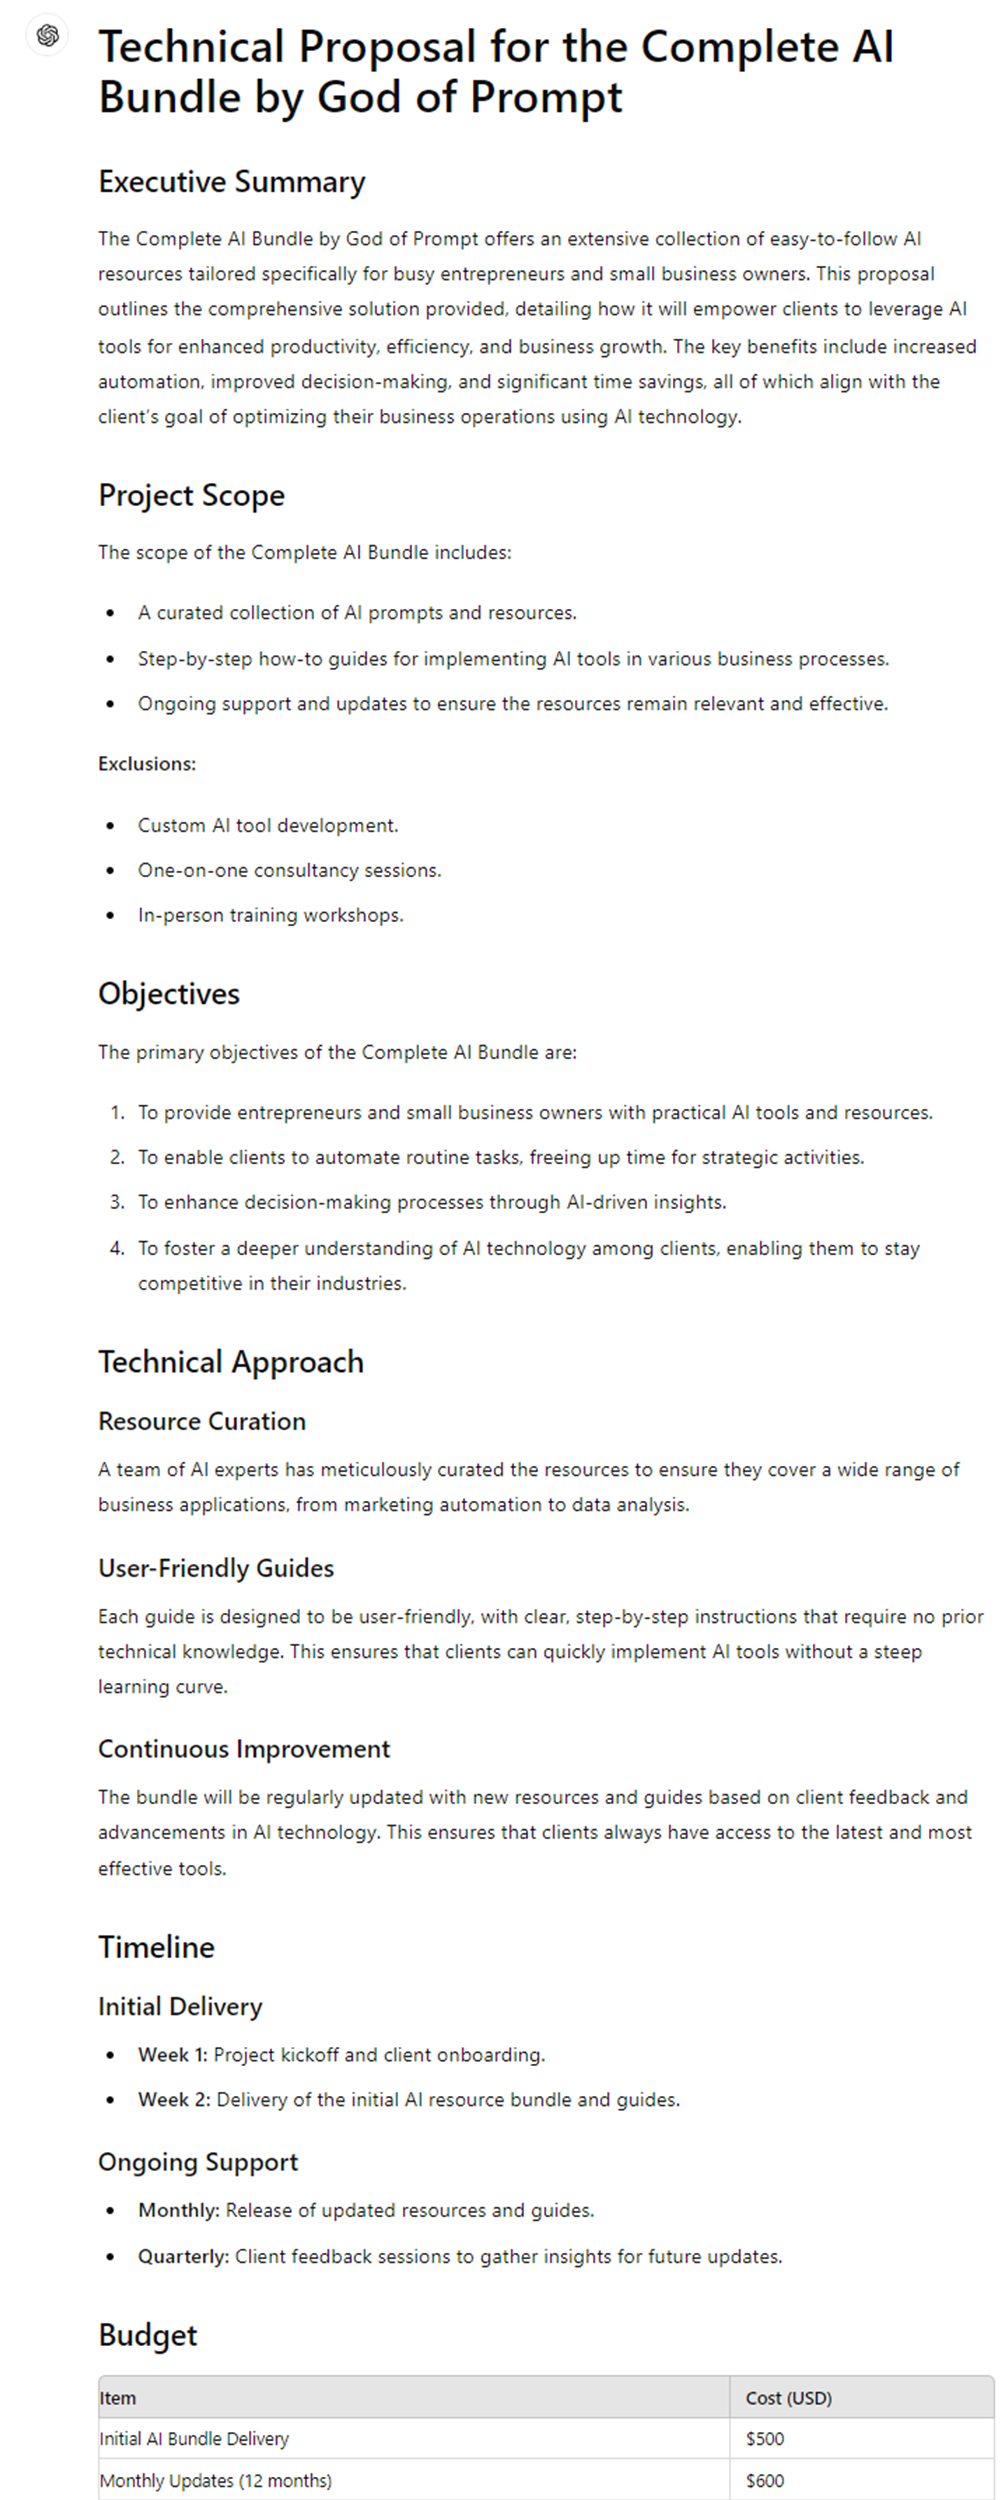 Technical Proposal for the Complete AI
Bundle by God of Prompt
Executive Summary
The Complete AI Bundle by God of Prompt offers an extensive collection of easy-to-follow AI
resources tailored specifically for busy entrepreneurs and small business owners. This proposal
outlines the comprehensive solution provided, detailing how it will empower clients to leverage AI
tools for enhanced productivity, efficiency, and business growth. The key benefits include increased
automation, improved decision-making, and significant time savings, all of which align with the
client's goal of optimizing their business operations using AI technology.
Project Scope
The scope of the Complete AI Bundle includes:
• A curated collection of AI prompts and resources.
• Step-by-step how-to guides for implementing AI tools in various business processes.
• Ongoing support and updates to ensure the resources remain relevant and effective.
Exclusions:
• Custom AI tool development.
• One-on-one consultancy sessions.
• In-person training workshops.
Objectives
The primary objectives of the Complete AI Bundle are:
1. To provide entrepreneurs and small business owners with practical AI tools and resources.
2. To enable clients to automate routine tasks, freeing up time for strategic activities.
3. To enhance decision-making processes through AI-driven insights.
4. To foster a deeper understanding of AI technology among clients, enabling them to stay
competitive in their industries.
Technical Approach
Resource Curation
A team of AI experts has meticulously curated the resources to ensure they cover a wide range of
business applications, from marketing automation to data analysis.
User-Friendly Guides
Each guide is designed to be user-friendly, with clear, step-by-step instructions that require no prior
technical knowledge. This ensures that clients can quickly implement AI tools without a steep
learning curve.
Continuous Improvement
The bundle will be regularly updated with new resources and guides based on client feedback and
advancements in AI technology. This ensures that clients always have access to the latest and most
effective tools.
Timeline
Initial Delivery
• Week 1: Project kickoff and client onboarding.
• Week 2: Delivery of the initial AI resource bundle and guides.
Ongoing Support
• Monthly: Release of updated resources and guides.
• Quarterly: Client feedback sessions to gather insights for future updates.
Budget
Item Cost (USD)
Initial AI Bundle Delivery $500
Monthly Updates (12 months) $600